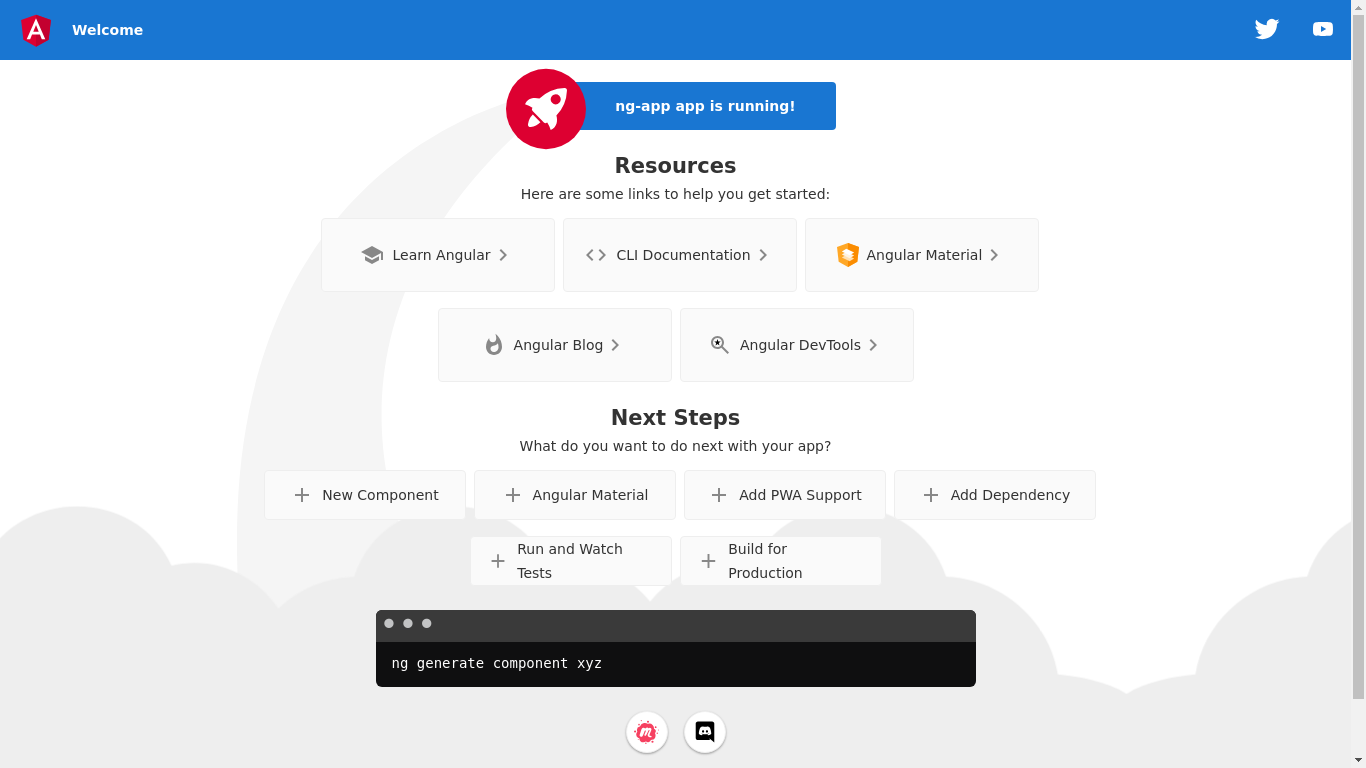 Welcome
ng-app app is running!
Resources
Here are some links to help you get started:
Learn Angular
CLI Documentation
Angular Material
Angular Blog
Angular DevTools
Next Steps
What do you want to do next with your app?
New Component
Angular Material
Add PWA Support
Add Dependency
Run and Watch
Tests
Build for
Production
ng generate component xyz